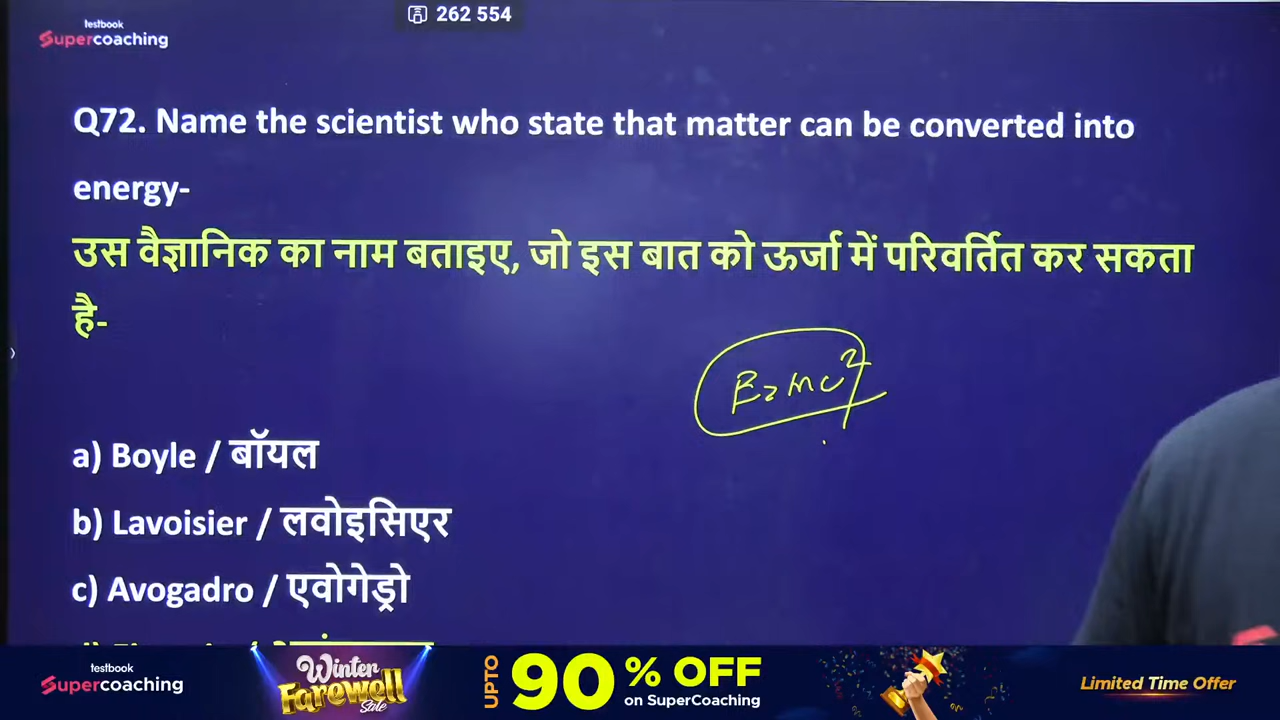 testbook
Supercoaching
262 554
Q72. Name the scientist who state that matter can be converted into
energy-
उस वैज्ञानिक का नाम बताइए, जो इस बात को ऊर्जा में परिवर्तित कर सकता
है-
E=mc²
a) Boyle / बॉयल
b) Lavoisier / लवोइसिएर
c) Avogadro / एवोगेड्रो
testbook
Supercoaching
Winter
Farewell
Sale
UPTO 90% OFF
on SuperCoaching
Limited Time Offer